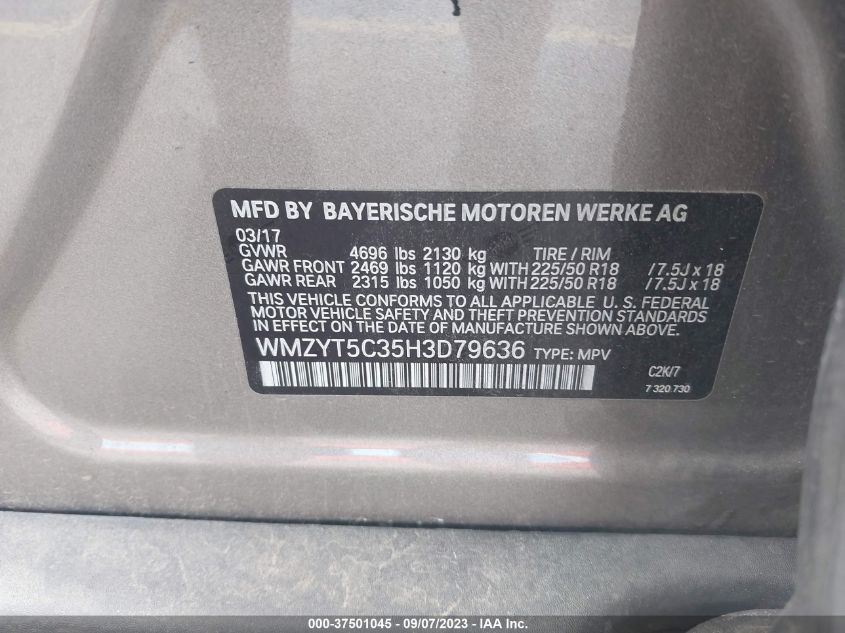 MFD BY BAYERISCHE MOTOREN WERKE AG
03/17
GVWR 4696 lbs 2130 kg TIRE / RIM
GAWR FRONT 2469 lbs 1120 kg WITH 225/50 R18 / 7.5J x 18
GAWR REAR 2315 lbs 1050 kg WITH 225/50 R18 / 7.5J x 18
THIS VEHICLE CONFORMS TO ALL APPLICABLE U. S. FEDERAL
MOTOR VEHICLE SAFETY AND THEFT PREVENTION STANDARDS
IN EFFECT ON THE DATE OF MANUFACTURE SHOWN ABOVE.
WMZYT5C35H3D79636 TYPE: MPV
C2K/7
7 320 730
000-37501045 - 09/07/2023 - IAA Inc.